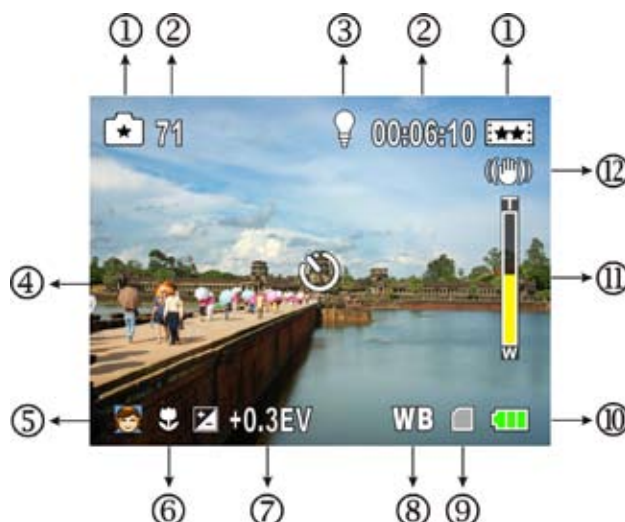 ① ② ③ ② ①
71 00:06:10
⑫
T
④ ⑪
W
⑤ +0.3EV WB ⑩
⑥ ⑦ ⑧ ⑨